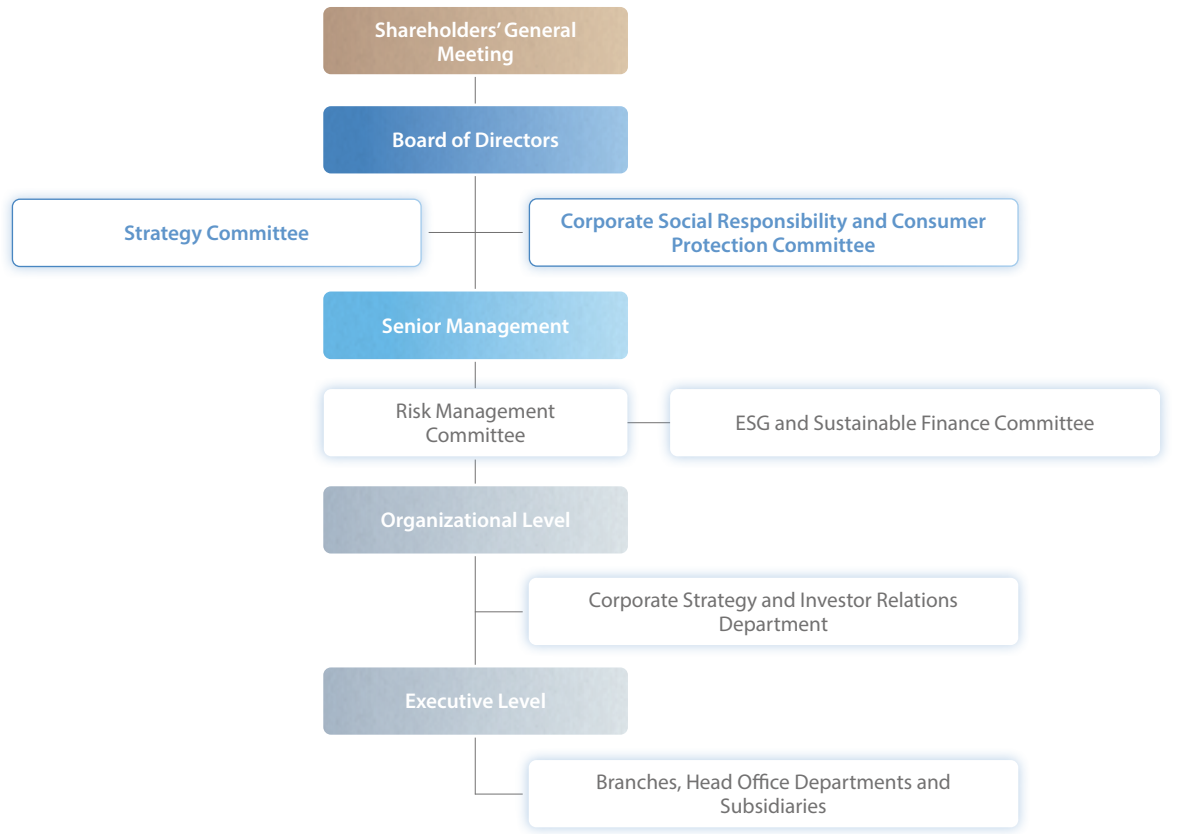 Shareholders’ General
Meeting
Board of Directors
Strategy Committee
Corporate Social Responsibility and Consumer
Protection Committee
Senior Management
Risk Management
Committee
ESG and Sustainable Finance Committee
Organizational Level
Corporate Strategy and Investor Relations
Department
Executive Level
Branches, Head Office Departments and
Subsidiaries